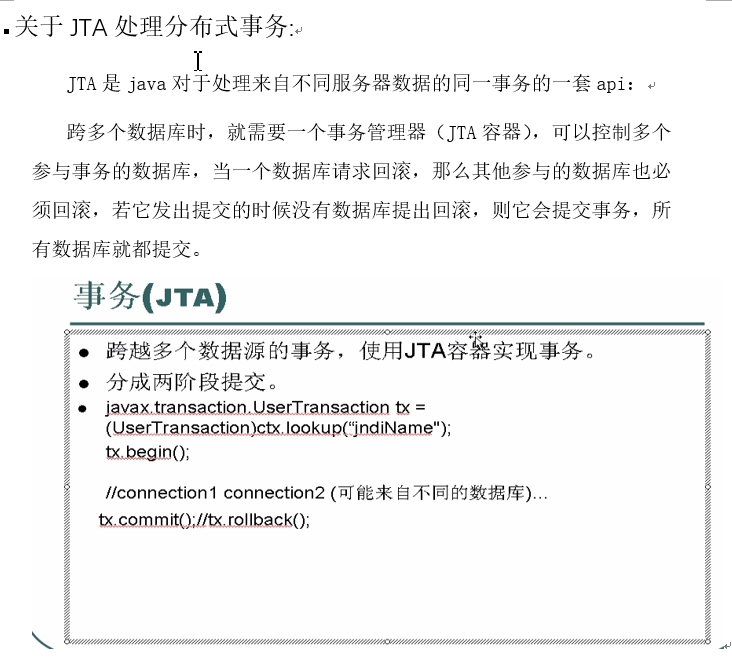 关于 JTA 处理分布式事务:
JTA 是 java 对于处理来自不同服务器数据的同一事务的一套 api：
跨多个数据库时，就需要一个事务管理器（JTA 容器），可以控制多个
参与事务的数据库，当一个数据库请求回滚，那么其他参与的数据库也必
须回滚，若它发出提交的时候没有数据库提出回滚，则它会提交事务，所
有数据库就都提交。
事务(JTA)
● 跨越多个数据源的事务，使用JTA容器实现事务。
● 分成两阶段提交。
● javax.transaction.UserTransaction tx =
(UserTransaction)ctx.lookup(“jndiName");
tx.begin();
//connection1 connection2 (可能来自不同的数据库)...
tx.commit();//tx.rollback();